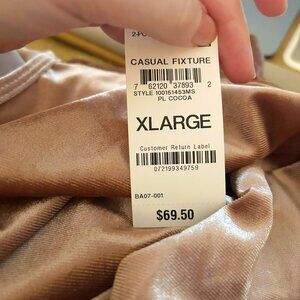 2-PC
CASUAL FIXTURE
7 62120 37893 2
STYLE 100161453MS
PL COCOA
XLARGE
Customer Return Label
072199349759
BA07-001
$69.50